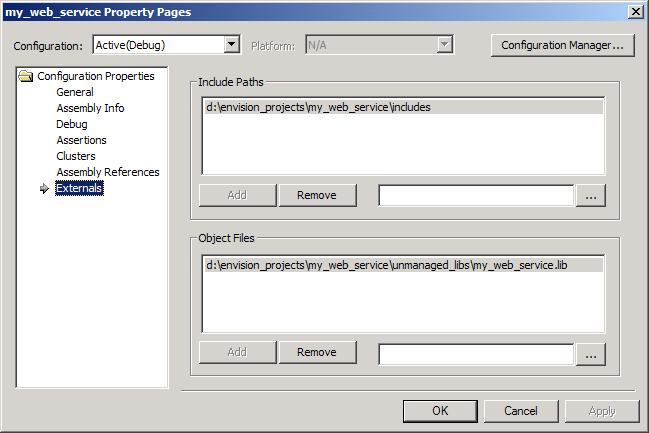 my_web_service Property Pages
Configuration: Active(Debug) Platform: N/A Configuration Manager...
Configuration Properties
General
Assembly Info
Debug
Assertions
Clusters
Assembly References
Externals
Include Paths
d:\envision_projects\my_web_service\includes
Add Remove ...
Object Files
d:\envision_projects\my_web_service\unmanaged_libs\my_web_service.lib
Add Remove ...
OK Cancel Apply